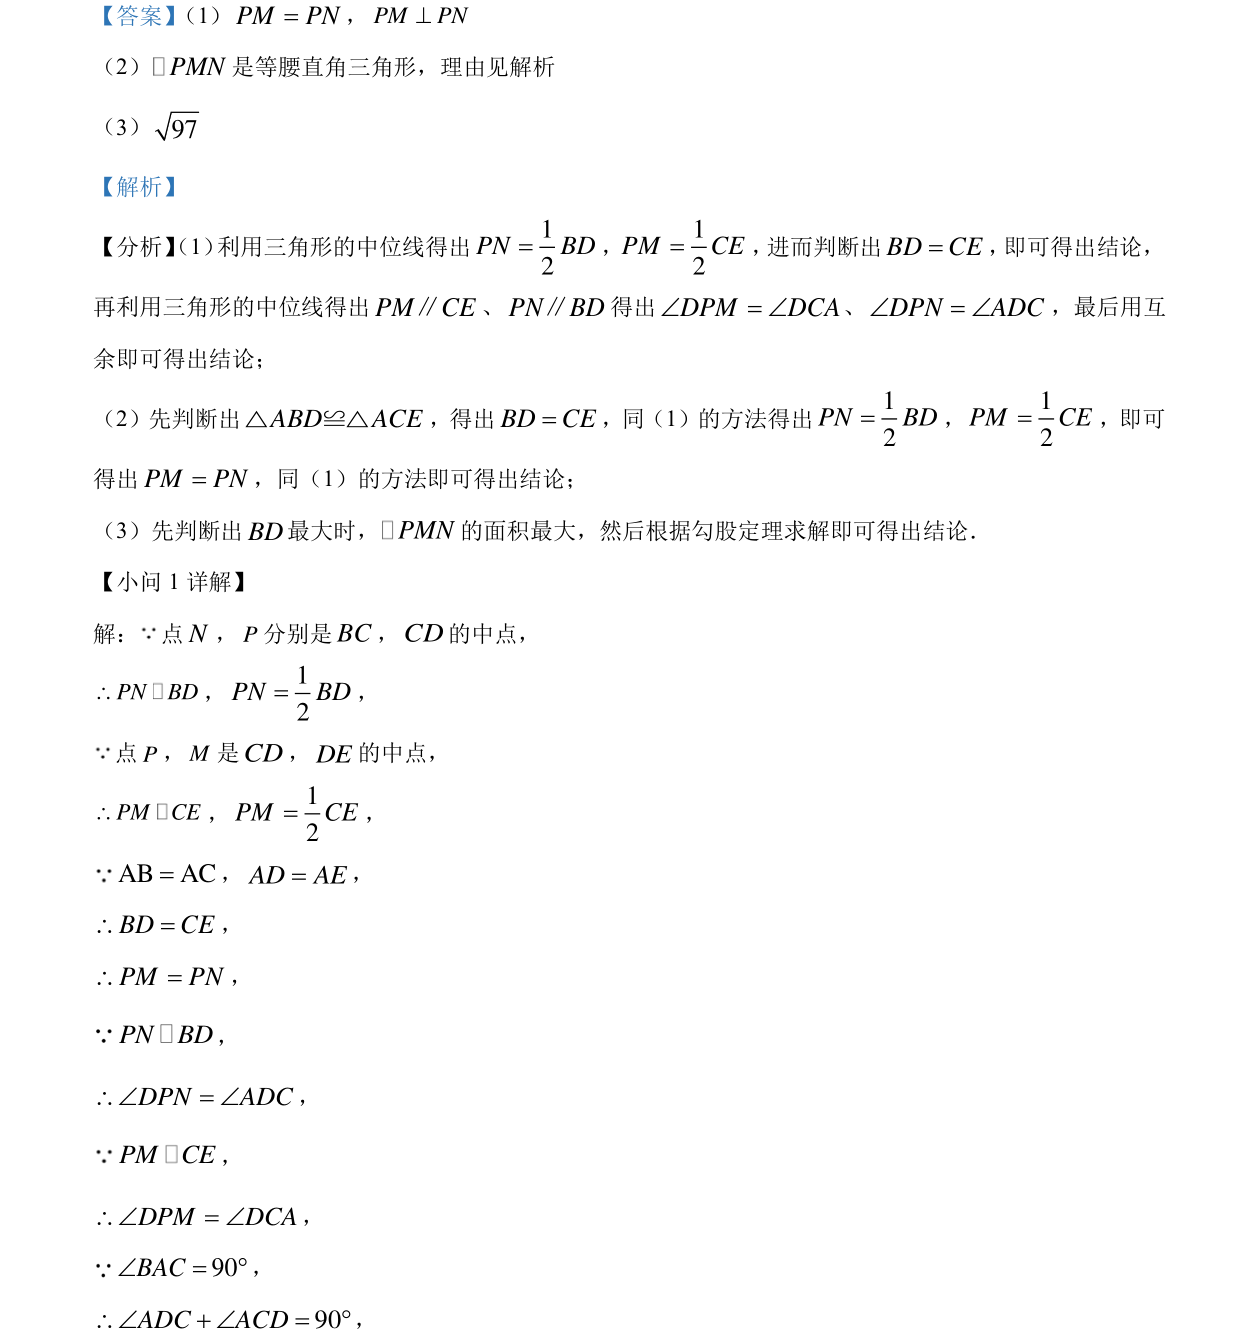 【答案】（1）PM = PN，PM ⊥ PN
（2）□PMN 是等腰直角三角形，理由见解析
（3）√97
【解析】
【分析】（1）利用三角形的中位线得出 PN = 1/2 BD，PM = 1/2 CE，进而判断出 BD = CE，即可得出结论，
再利用三角形的中位线得出 PM∥CE、PN∥BD 得出∠DPM = ∠DCA、∠DPN = ∠ADC，最后用互
余即可得出结论；
（2）先判断出△ABD≌△ACE，得出 BD = CE，同（1）的方法得出 PN = 1/2 BD，PM = 1/2 CE，即可
得出 PM = PN，同（1）的方法即可得出结论；
（3）先判断出 BD 最大时，□PMN 的面积最大，然后根据勾股定理求解即可得出结论．
【小问 1 详解】
解：∵点 N，P 分别是 BC，CD 的中点，
∴PN □ BD，PN = 1/2 BD，
∵点 P，M 是 CD，DE 的中点，
∴PM □ CE，PM = 1/2 CE，
∵AB = AC，AD = AE，
∴BD = CE，
∴PM = PN，
∵PN □ BD，
∴∠DPN = ∠ADC，
∵PM □ CE，
∴∠DPM = ∠DCA，
∵∠BAC = 90°，
∴∠ADC + ∠ACD = 90°，